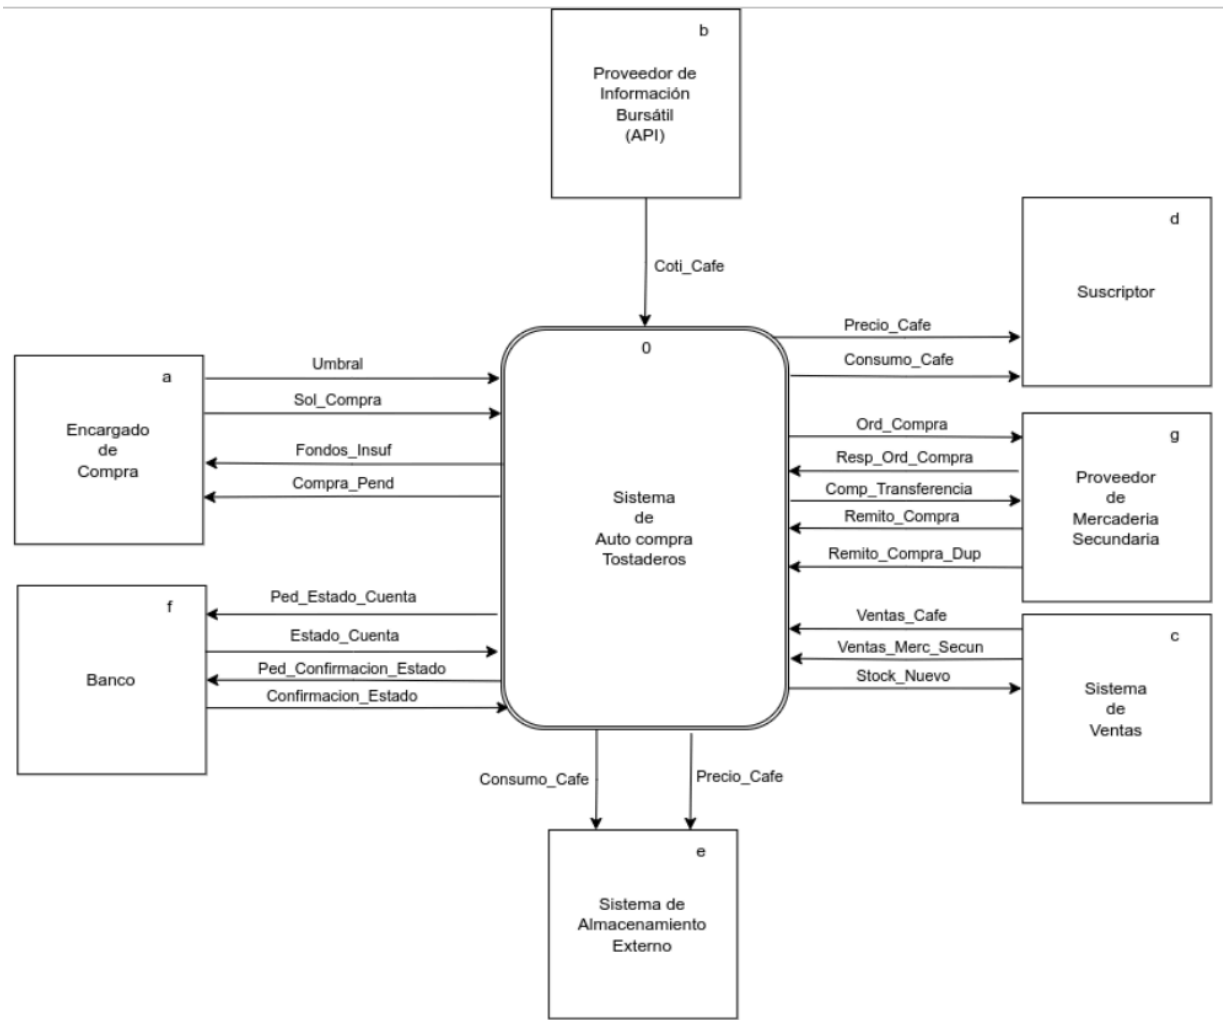 b
Proveedor de
Información
Bursátil
(API)
Coti_Cafe
d
Suscriptor
Precio_Cafe
Consumo_Cafe
0
Sistema
de
Auto compra
Tostaderos
a
Encargado
de
Compra
Umbral
Sol_Compra
Fondos_Insuf
Compra_Pend
g
Proveedor
de
Mercaderia
Secundaria
Ord_Compra
Resp_Ord_Compra
Comp_Transferencia
Remito_Compra
Remito_Compra_Dup
f
Banco
Ped_Estado_Cuenta
Estado_Cuenta
Ped_Confirmacion_Estado
Confirmacion_Estado
c
Sistema
de
Ventas
Ventas_Cafe
Ventas_Merc_Secun
Stock_Nuevo
Consumo_Cafe
Precio_Cafe
e
Sistema de
Almacenamiento
Externo